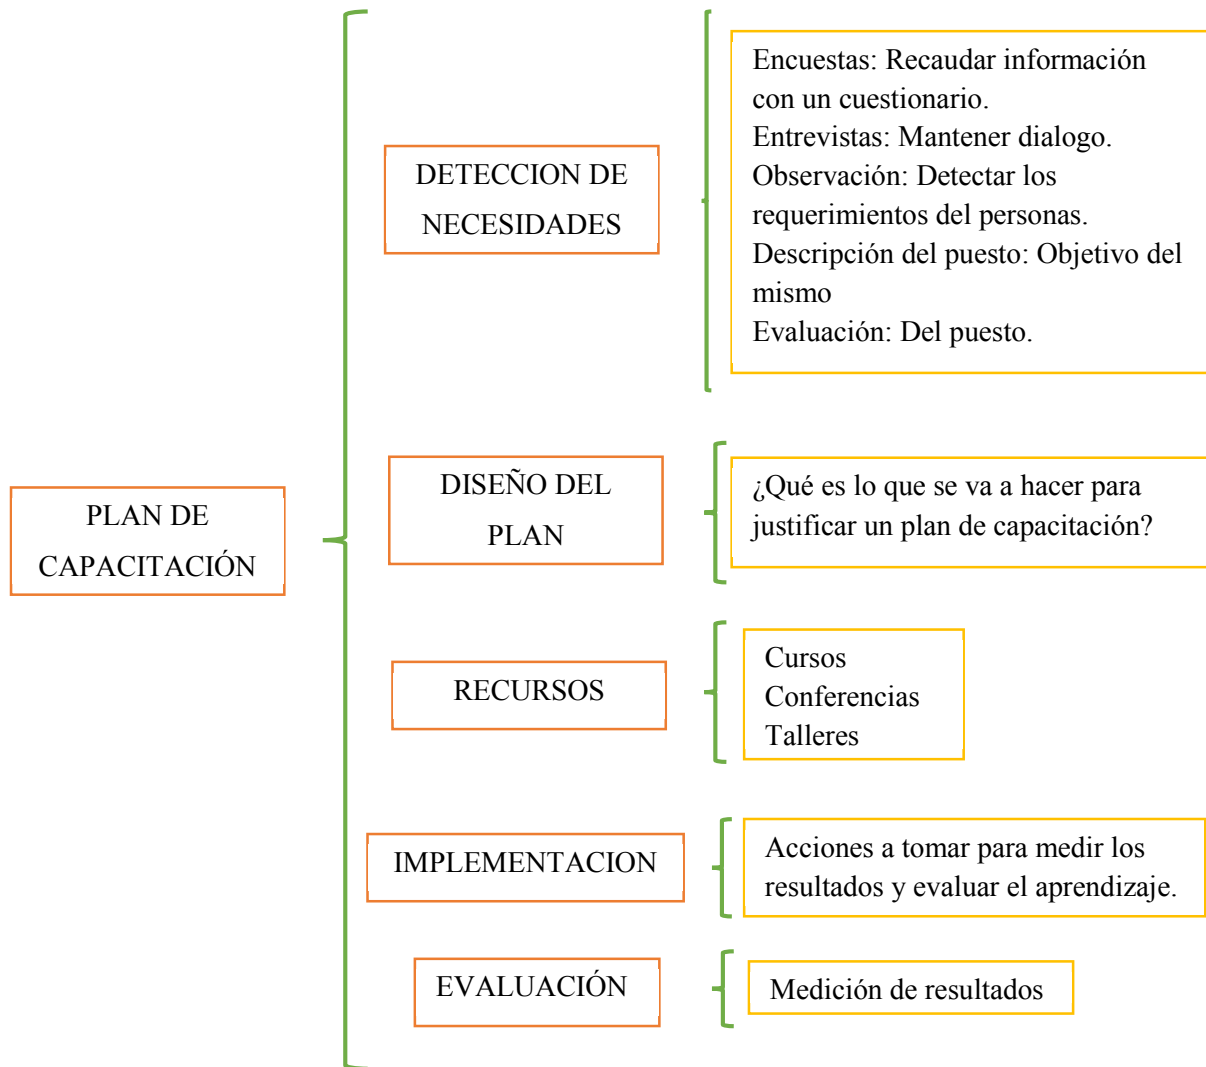 PLAN DE
CAPACITACIÓN
DETECCION DE
NECESIDADES
Encuestas: Recaudar información
con un cuestionario.
Entrevistas: Mantener dialogo.
Observación: Detectar los
requerimientos del personas.
Descripción del puesto: Objetivo del
mismo
Evaluación: Del puesto.
DISEÑO DEL
PLAN
¿Qué es lo que se va a hacer para
justificar un plan de capacitación?
RECURSOS
Cursos
Conferencias
Talleres
IMPLEMENTACION
Acciones a tomar para medir los
resultados y evaluar el aprendizaje.
EVALUACIÓN
Medición de resultados